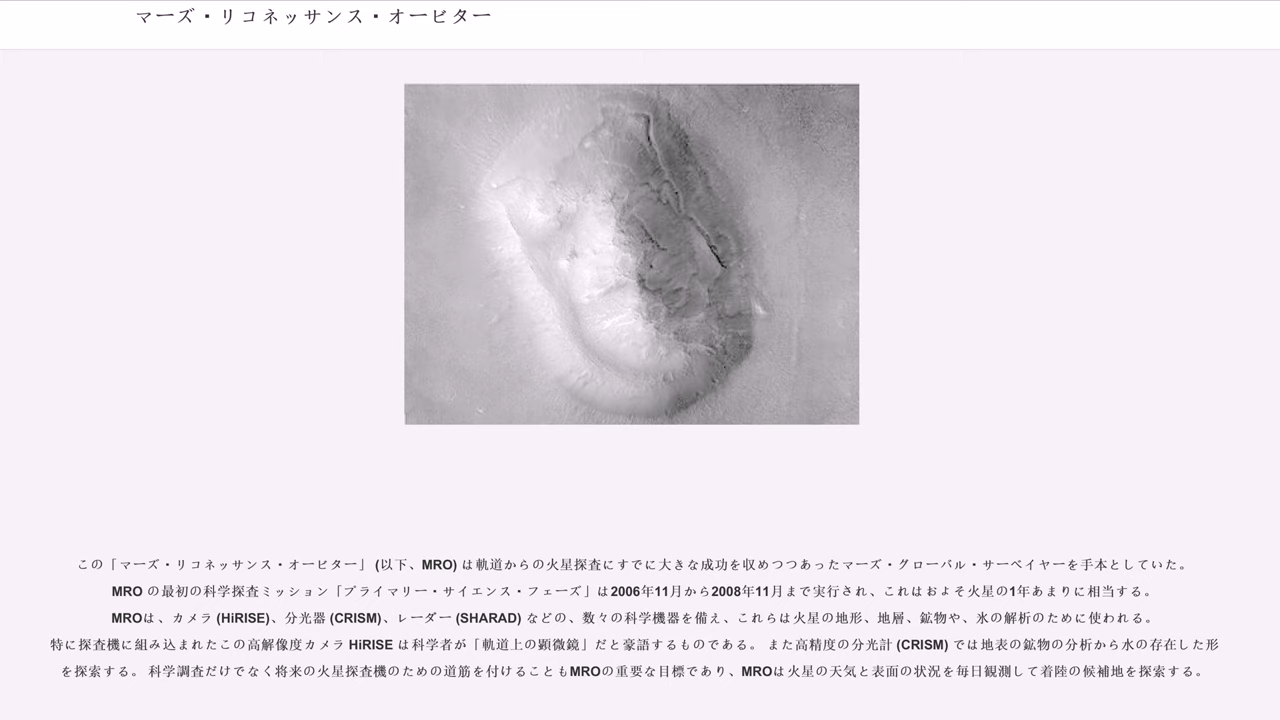 マーズ・リコネッサンス・オービター
この「マーズ・リコネッサンス・オービター」 (以下、MRO) は軌道からの火星探査にすでに大きな成功を収めつつあったマーズ・グローバル・サーベイヤーを手本としていた。
MRO の最初の科学探査ミッション「プライマリー・サイエンス・フェーズ」は2006年11月から2008年11月まで実行され、これはおよそ火星の1年あまりに相当する。
MROは、カメラ (HiRISE)、分光器 (CRISM)、レーダー (SHARAD) などの、数々の科学機器を備え、これらは火星の地形、地層、鉱物や、氷の解析のために使われる。
特に探査機に組み込まれたこの高解像度カメラ HiRISE は科学者が「軌道上の顕微鏡」だと豪語するものである。 また高精度の分光計 (CRISM) では地表の鉱物の分析から水の存在した形
を探索する。 科学調査だけでなく将来の火星探査機のための道筋を付けることもMROの重要な目標であり、MROは火星の天気と表面の状況を毎日観測して着陸の候補地を探索する。